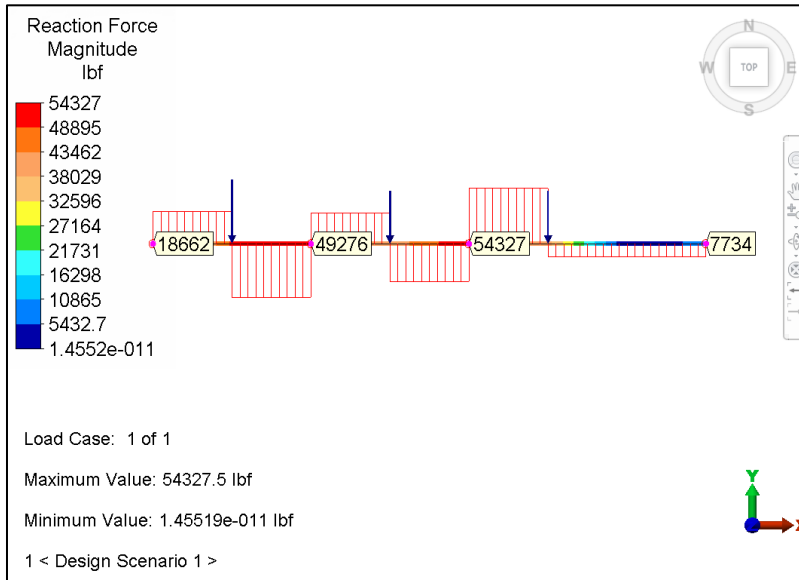 Reaction Force
Magnitude
lbf
54327
48895
43462
38029
32596
27164
21731
16298
10865
5432.7
1.4552e-011
N
W
TOP
E
S
18662
49276
54327
7734
Load Case: 1 of 1
Maximum Value: 54327.5 lbf
Minimum Value: 1.45519e-011 lbf
1 < Design Scenario 1 >
Y
X